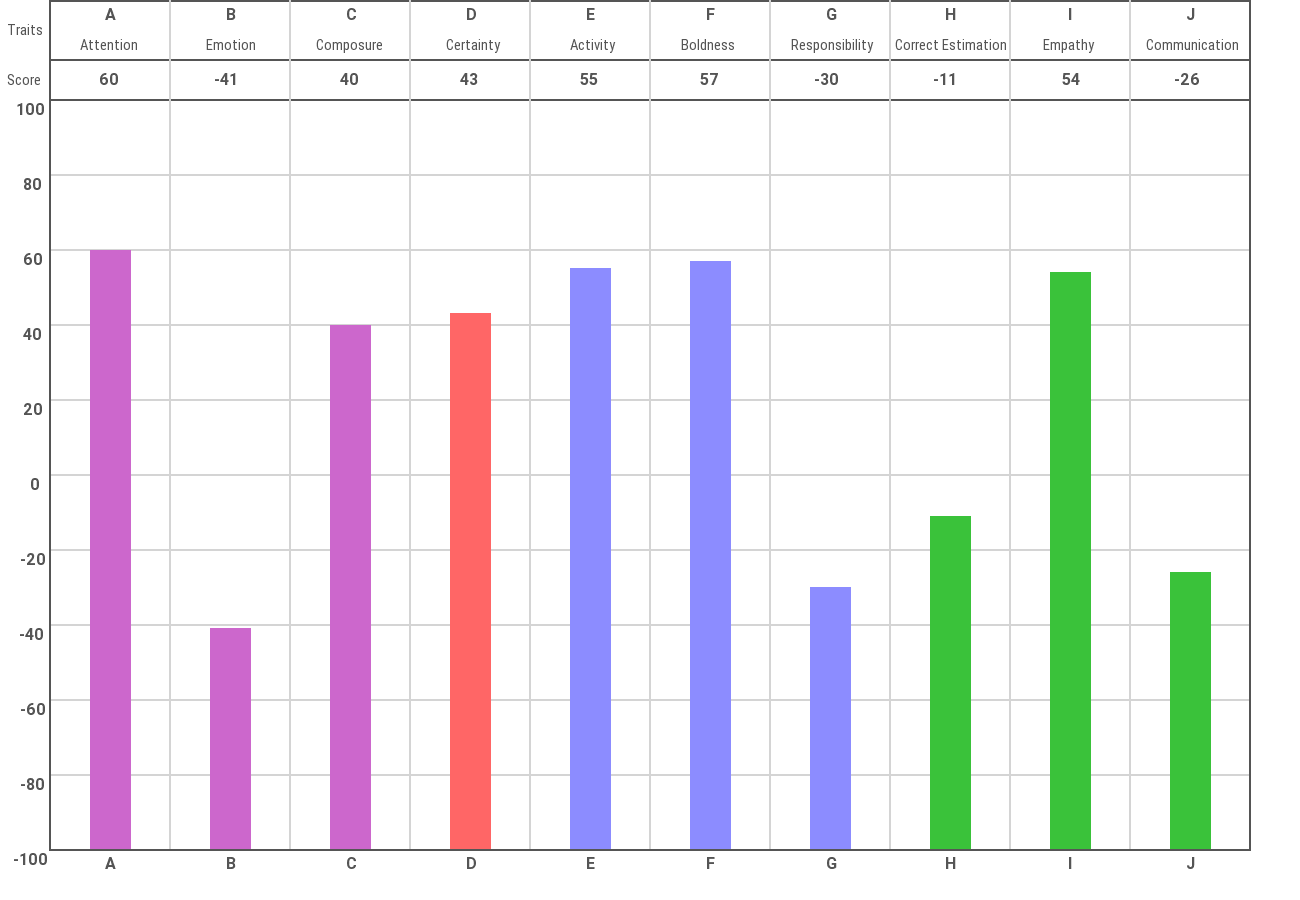 A B C D E F G H I J
Traits
Attention Emotion Composure Certainty Activity Boldness Responsibility Correct Estimation Empathy Communication
Score 60 -41 40 43 55 57 -30 -11 54 -26
100
80
60
40
20
0
-20
-40
-60
-80
-100
A B C D E F G H I J